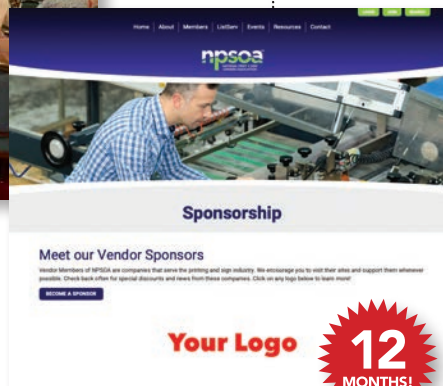 LOGIN JOIN SEARCH
Home About Members ListServ Events Resources Contact
npsoa
Sponsorship
Meet our Vendor Sponsors
Vendor Members of NPSOA are companies that serve the printing and sign industry. We encourage you to visit their sites and support them whenever
possible. Check back often for special discounts and news from these companies. Click on any logo below to learn more!
BECOME A SPONSOR
Your Logo
12
MONTHS!